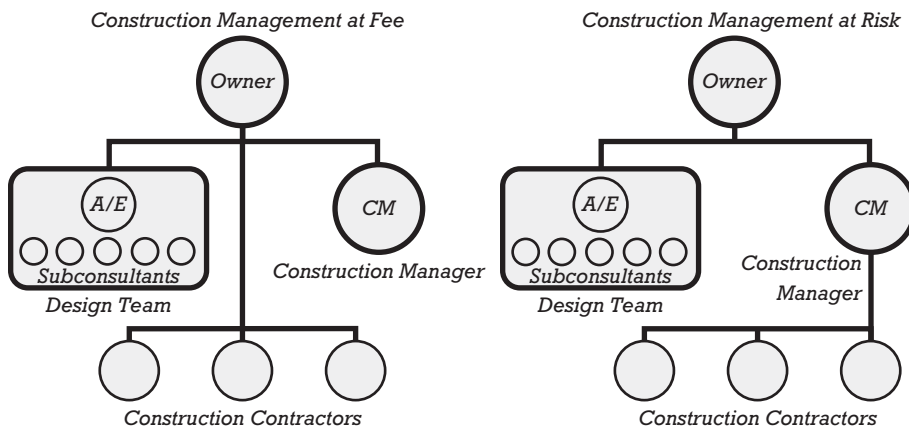 Construction Management at Fee
Owner
A/E
Subconsultants
Design Team
CM
Construction Manager
Construction Contractors
Construction Management at Risk
Owner
A/E
Subconsultants
Design Team
CM
Construction
Manager
Construction Contractors